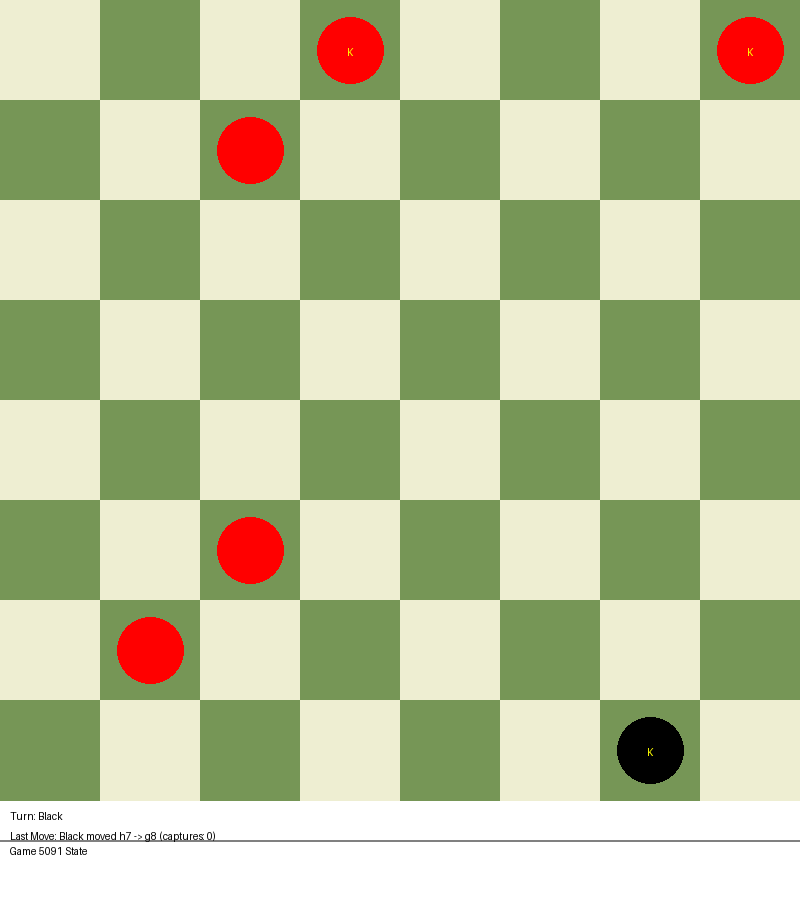 K
K
K
Turn: Black
Last Move: Black moved h7 -> g8 (captures: 0)
Game 5091 State